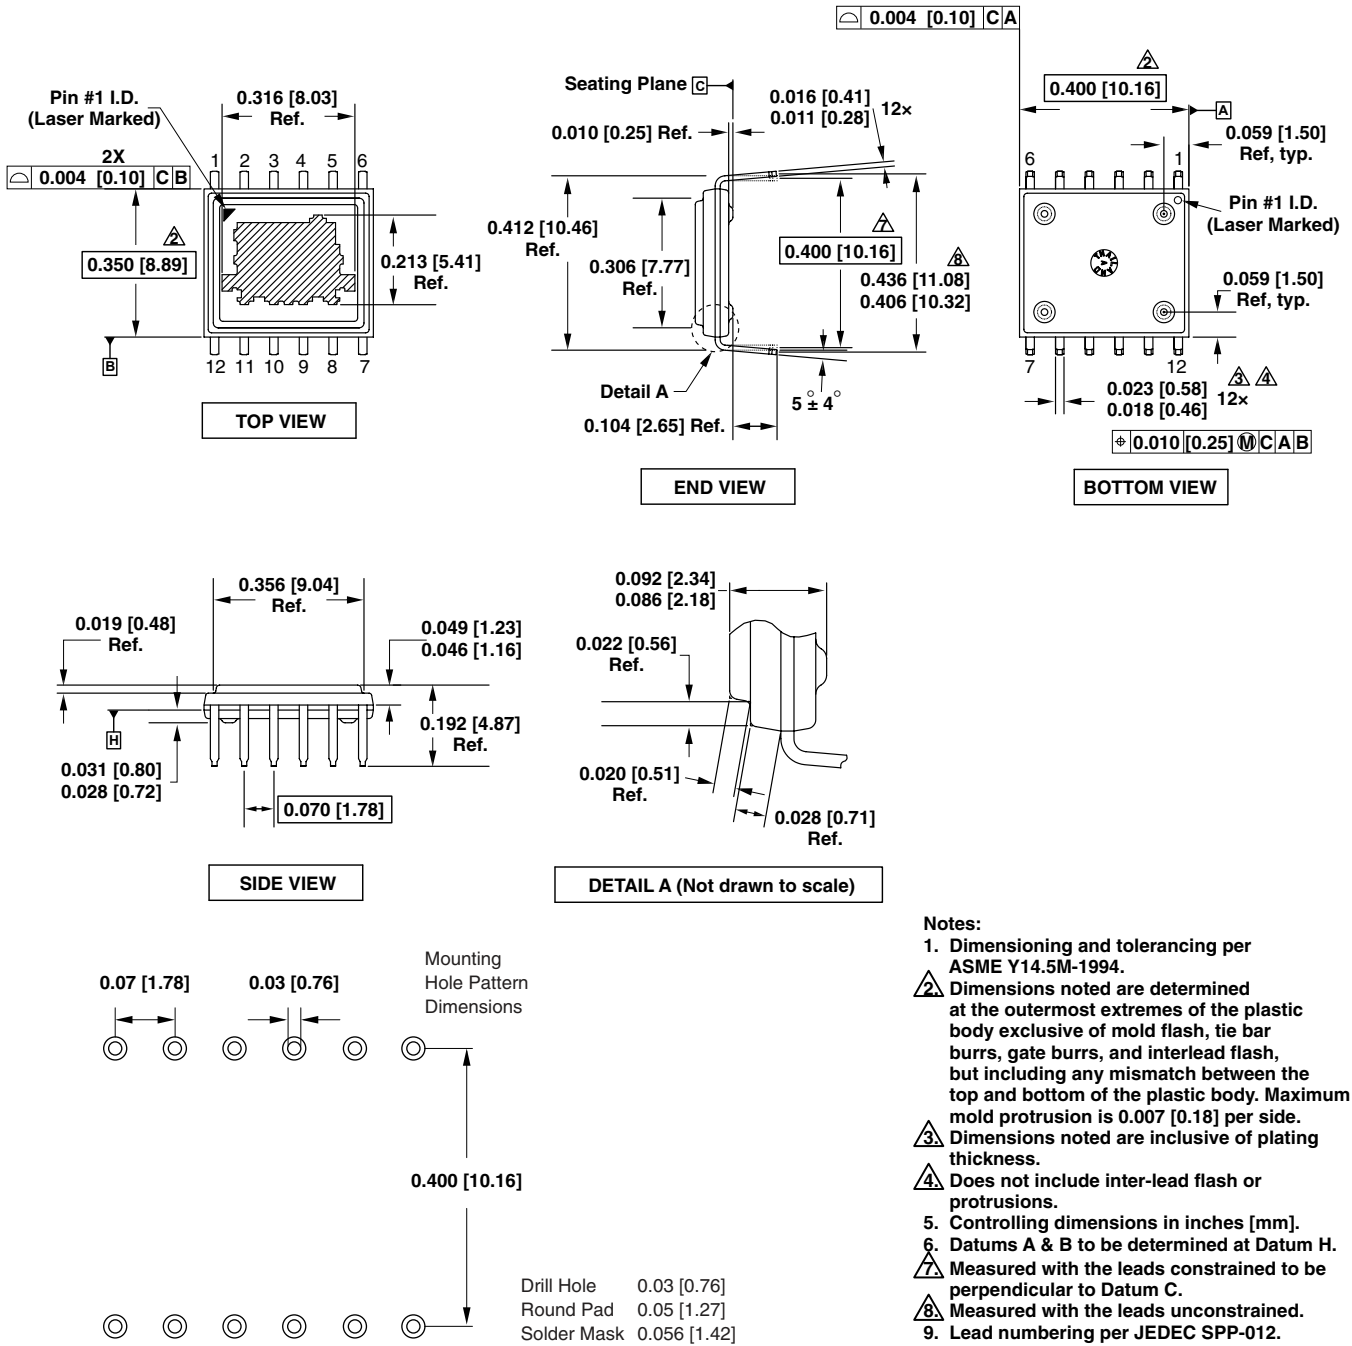 0.004 [0.10] C A
Pin #1 I.D.
(Laser Marked)
0.316 [8.03]
Ref.
2X
0.004 [0.10] C B
1 2 3 4 5 6
2
0.350 [8.89]
0.213 [5.41]
Ref.
B
12 11 10 9 8 7
TOP VIEW
Seating Plane C
0.010 [0.25] Ref.
0.016 [0.41]
0.011 [0.28]
12×
0.412 [10.46]
Ref.
0.306 [7.77]
Ref.
7
0.400 [10.16]
8
0.436 [11.08]
0.406 [10.32]
Detail A
0.104 [2.65] Ref.
5° ± 4°
END VIEW
2
0.400 [10.16]
A
0.059 [1.50]
Ref, typ.
6 1
Pin #1 I.D.
(Laser Marked)
0.059 [1.50]
Ref, typ.
7 12
0.023 [0.58]
0.018 [0.46]
12×
3 4
⌖ 0.010 [0.25] Ⓜ C A B
BOTTOM VIEW
0.356 [9.04]
Ref.
0.019 [0.48]
Ref.
0.049 [1.23]
0.046 [1.16]
H
0.192 [4.87]
Ref.
0.031 [0.80]
0.028 [0.72]
0.070 [1.78]
SIDE VIEW
0.092 [2.34]
0.086 [2.18]
0.022 [0.56]
Ref.
0.020 [0.51]
Ref.
0.028 [0.71]
Ref.
DETAIL A (Not drawn to scale)
0.07 [1.78]
0.03 [0.76]
Mounting
Hole Pattern
Dimensions
0.400 [10.16]
Drill Hole 0.03 [0.76]
Round Pad 0.05 [1.27]
Solder Mask 0.056 [1.42]
Notes:
1. Dimensioning and tolerancing per
ASME Y14.5M-1994.
2. Dimensions noted are determined
at the outermost extremes of the plastic
body exclusive of mold flash, tie bar
burrs, gate burrs, and interlead flash,
but including any mismatch between the
top and bottom of the plastic body. Maximum
mold protrusion is 0.007 [0.18] per side.
3. Dimensions noted are inclusive of plating
thickness.
4. Does not include inter-lead flash or
protrusions.
5. Controlling dimensions in inches [mm].
6. Datums A & B to be determined at Datum H.
7. Measured with the leads constrained to be
perpendicular to Datum C.
8. Measured with the leads unconstrained.
9. Lead numbering per JEDEC SPP-012.